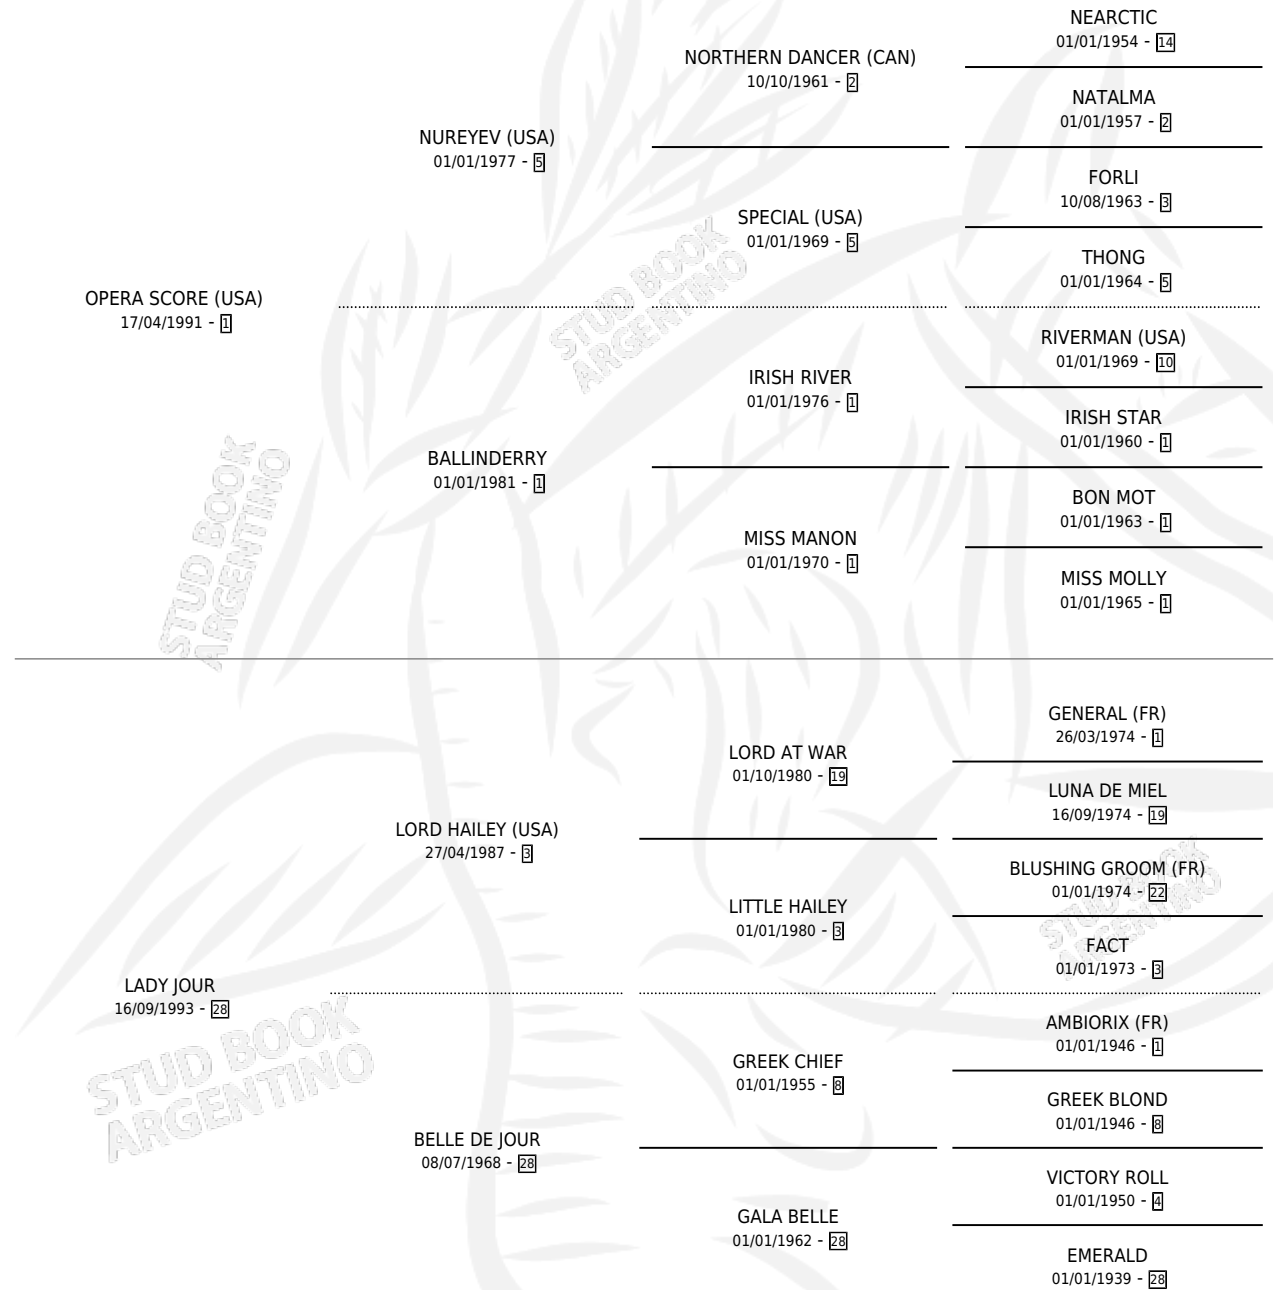 NEARCTIC
01/01/1954 - 14
NORTHERN DANCER (CAN)
10/10/1961 - 2
NATALMA
01/01/1957 - 2
NUREYEV (USA)
01/01/1977 - 5
FORLI
10/08/1963 - 3
SPECIAL (USA)
01/01/1969 - 5
THONG
01/01/1964 - 5
OPERA SCORE (USA)
17/04/1991 - 1
RIVERMAN (USA)
01/01/1969 - 10
IRISH RIVER
01/01/1976 - 1
IRISH STAR
01/01/1960 - 1
BALLINDERRY
01/01/1981 - 1
BON MOT
01/01/1963 - 1
MISS MANON
01/01/1970 - 1
MISS MOLLY
01/01/1965 - 1
STUD BOOK
ARGENTINO
STUD BOOK
ARGENTINO
GENERAL (FR)
26/03/1974 - 1
LORD AT WAR
01/10/1980 - 19
LUNA DE MIEL
16/09/1974 - 19
LORD HAILEY (USA)
27/04/1987 - 3
BLUSHING GROOM (FR)
01/01/1974 - 22
LITTLE HAILEY
01/01/1980 - 3
FACT
01/01/1973 - 3
STUD BOOK
ARGENTINO
LADY JOUR
16/09/1993 - 28
AMBIORIX (FR)
01/01/1946 - 1
GREEK CHIEF
01/01/1955 - 8
GREEK BLOND
01/01/1946 - 8
STUD BOOK
ARGENTINO
BELLE DE JOUR
08/07/1968 - 28
VICTORY ROLL
01/01/1950 - 4
GALA BELLE
01/01/1962 - 28
EMERALD
01/01/1939 - 28